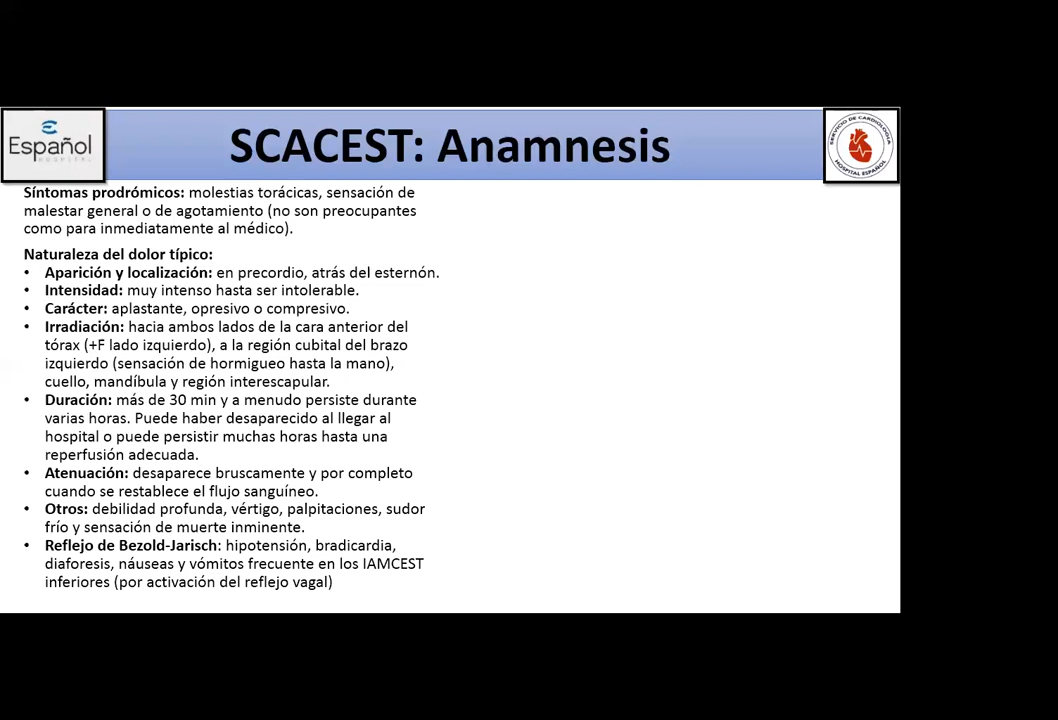 Español
HOSPITAL
SCACEST: Anamnesis
SERVICIO DE CARDIOLOGIA
HOSPITAL ESPAÑOL
Síntomas prodrómicos: molestias torácicas, sensación de
malestar general o de agotamiento (no son preocupantes
como para inmediatamente al médico).
Naturaleza del dolor típico:
• Aparición y localización: en precordio, atrás del esternón.
• Intensidad: muy intenso hasta ser intolerable.
• Carácter: aplastante, opresivo o compresivo.
• Irradiación: hacia ambos lados de la cara anterior del
tórax (+F lado izquierdo), a la región cubital del brazo
izquierdo (sensación de hormigueo hasta la mano),
cuello, mandíbula y región interescapular.
• Duración: más de 30 min y a menudo persiste durante
varias horas. Puede haber desaparecido al llegar al
hospital o puede persistir muchas horas hasta una
reperfusión adecuada.
• Atenuación: desaparece bruscamente y por completo
cuando se restablece el flujo sanguíneo.
• Otros: debilidad profunda, vértigo, palpitaciones, sudor
frío y sensación de muerte inminente.
• Reflejo de Bezold-Jarisch: hipotensión, bradicardia,
diaforesis, náuseas y vómitos frecuente en los IAMCEST
inferiores (por activación del reflejo vagal)